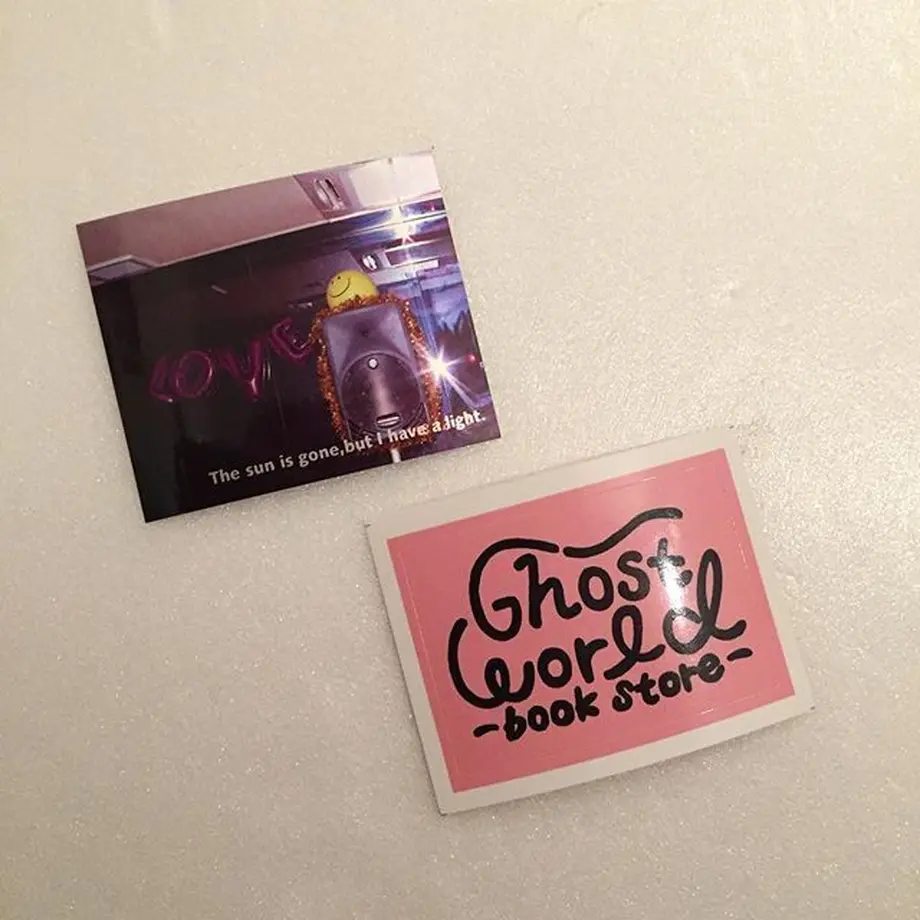 LOVE
The sun is gone,but I have a light.
Ghost
World
-book store-